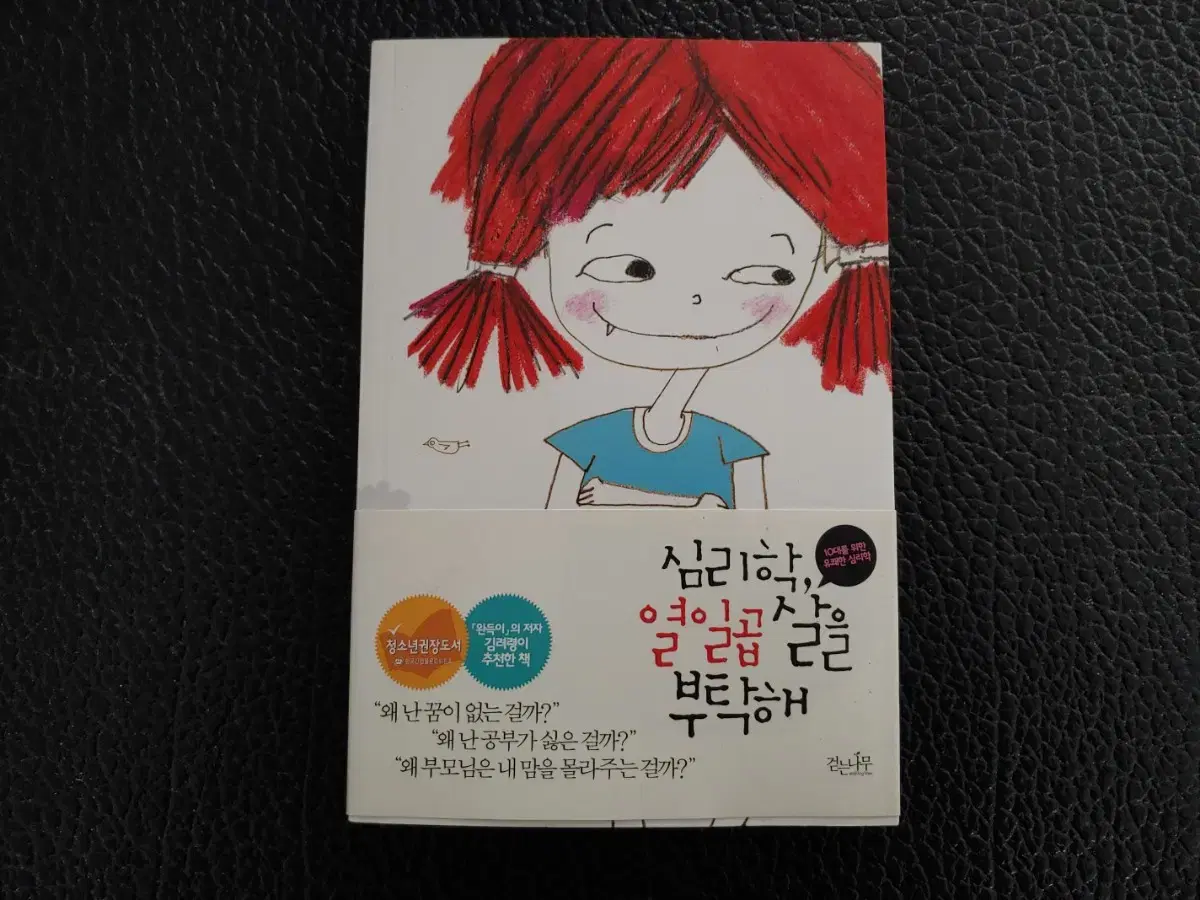 10대를 위한
유쾌한 심리학
심리학,
열일곱 살을
부탁해
청소년권장도서
『완득이』의 저자
김려령이
추천한 책
“왜 난 꿈이 없는 걸까?”
“왜 난 공부가 싫은 걸까?”
“왜 부모님은 내 맘을 몰라주는 걸까?”
걷는나무